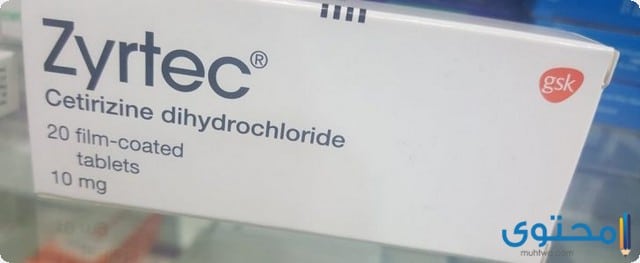 Zyrtec®
Cetirizine dihydrochloride
20 film-coated
tablets
10 mg
gsk
محتوى
muhtwa.com